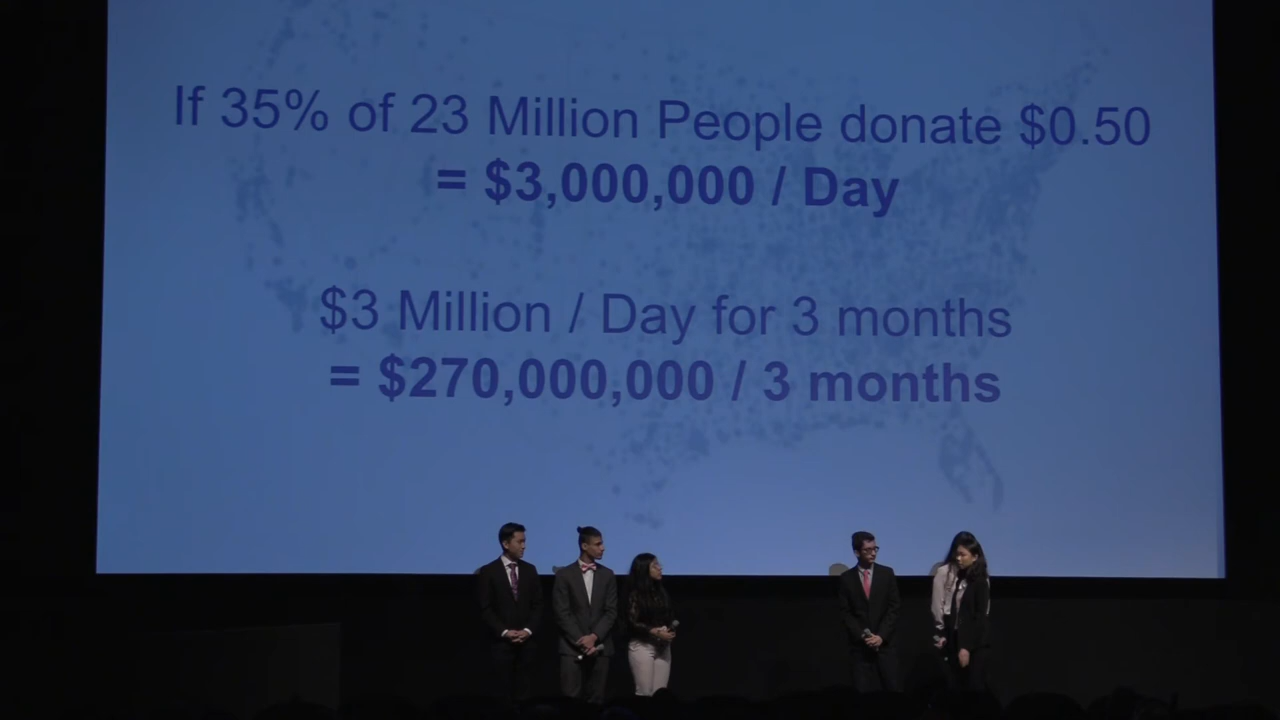 If 35% of 23 Million People donate $0.50
= $3,000,000 / Day
$3 Million / Day for 3 months
= $270,000,000 / 3 months